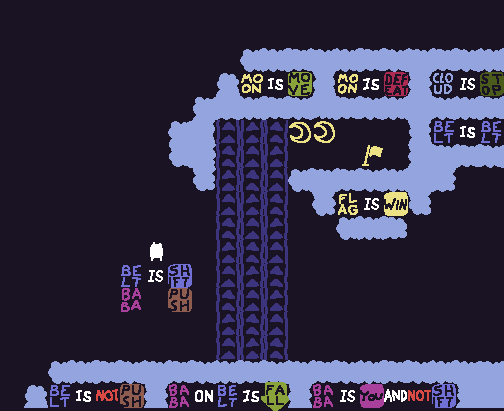 MOON IS MOVE MOON IS DEFEAT CLOUD IS STOP
BELT IS BELT
FLAG IS WIN
BELT IS SHIFT
BABA PUSH
BELT IS NOT PUSH BABA ON BELT IS FALL BABA IS YOU AND NOT SHIFT